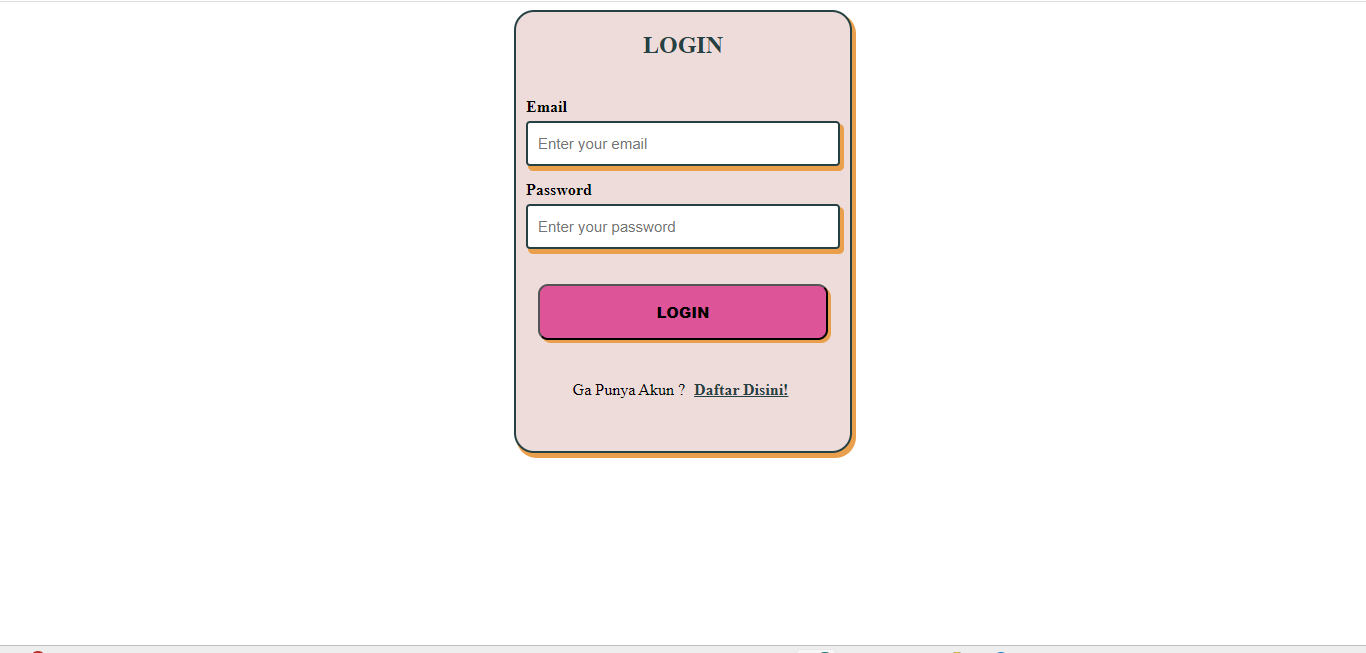 LOGIN
Email
Enter your email
Password
Enter your password
LOGIN
Ga Punya Akun ? Daftar Disini!